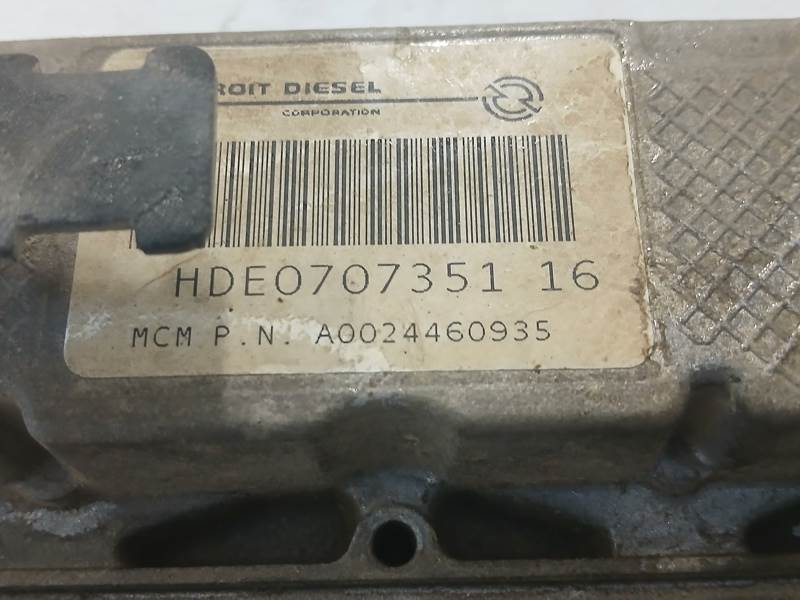 ROIT DIESEL
CORPORATION
HDE0707351 16
MCM P.N. A0024460935